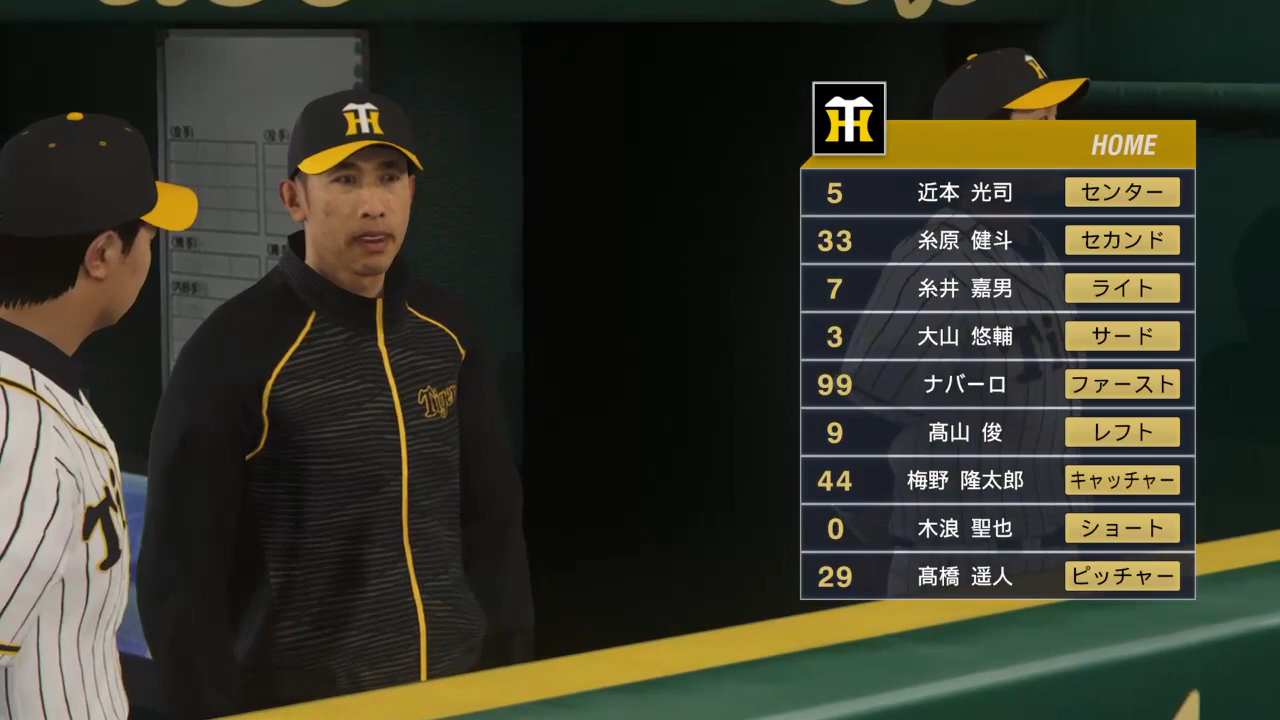 HOME
5 近本 光司 センター
33 糸原 健斗 セカンド
7 糸井 嘉男 ライト
3 大山 悠輔 サード
99 ナバーロ ファースト
9 髙山 俊 レフト
44 梅野 隆太郎 キャッチャー
0 木浪 聖也 ショート
29 髙橋 遥人 ピッチャー
Tigers